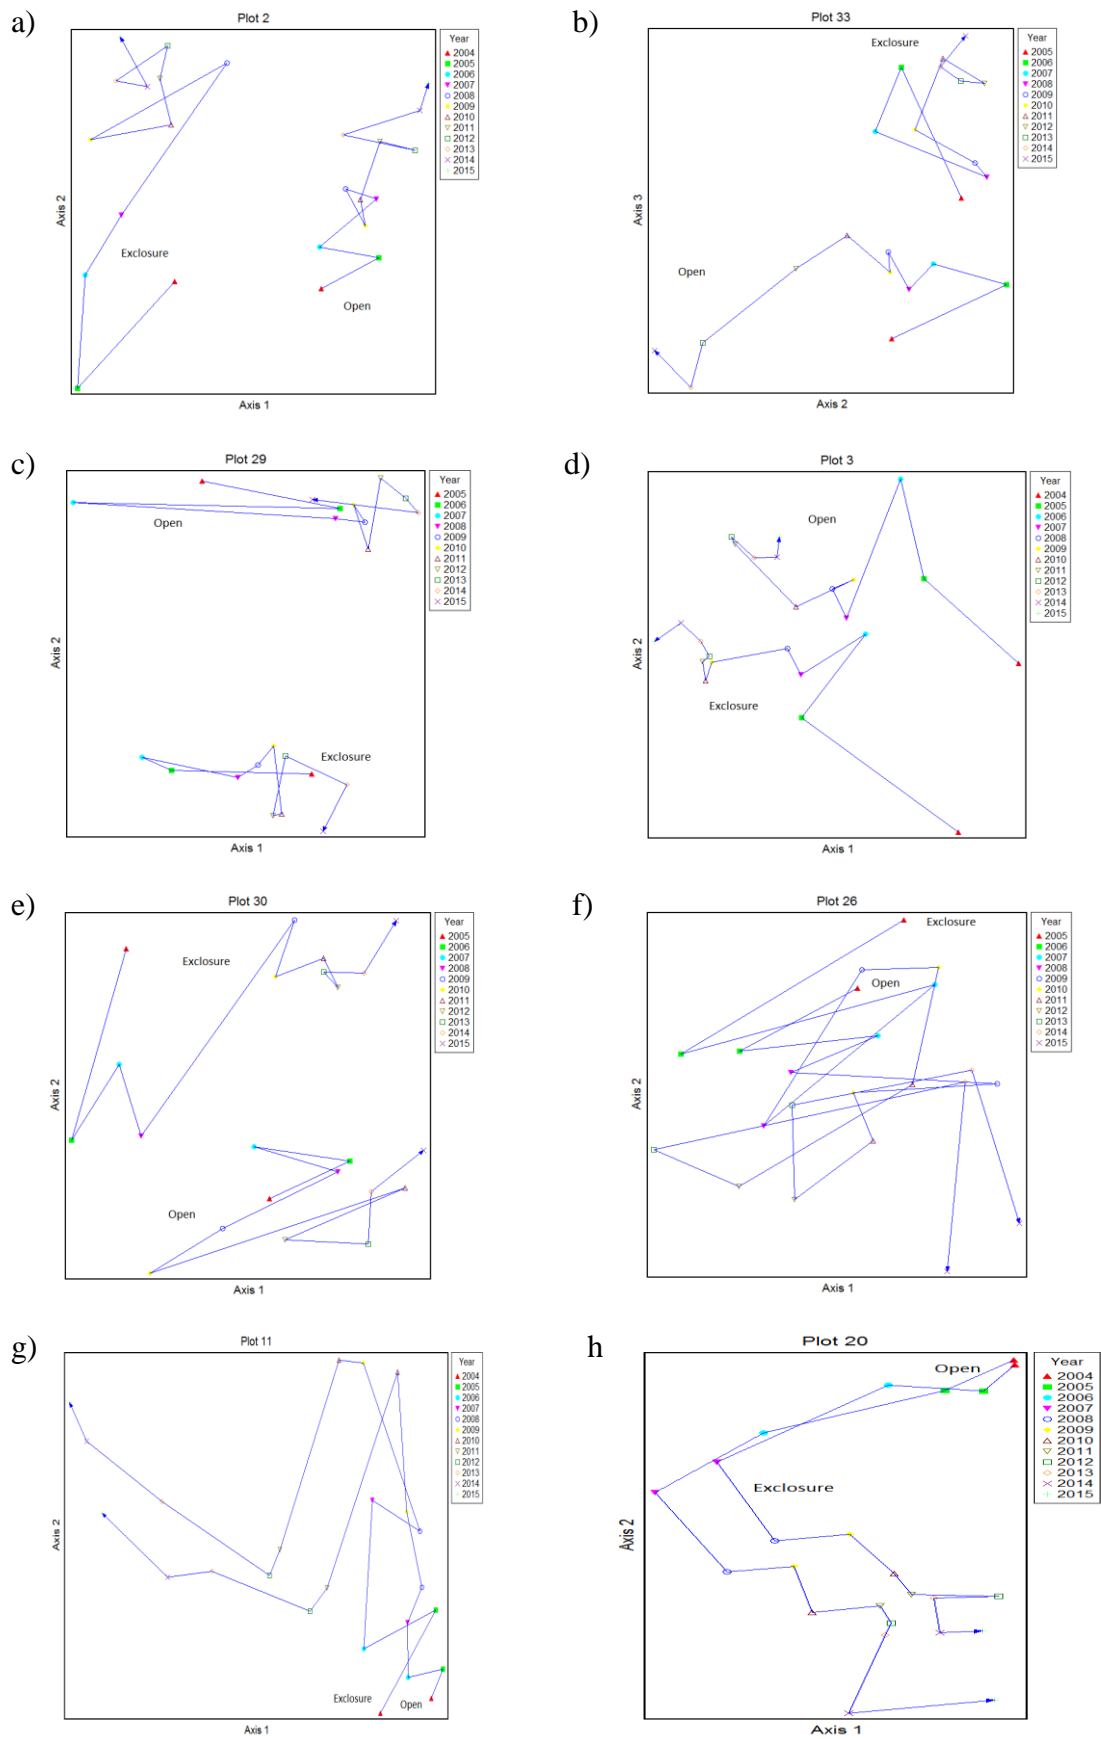 a)
Plot 2
Axis 2
Exclosure
Open
Axis 1
Year
2004
2005
2006
2007
2008
2009
2010
2011
2012
2013
2014
2015
b)
Plot 33
Axis 3
Exclosure
Open
Axis 2
Year
2005
2006
2007
2008
2009
2010
2011
2012
2013
2014
2015
c)
Plot 29
Axis 2
Open
Exclosure
Axis 1
Year
2005
2006
2007
2008
2009
2010
2011
2012
2013
2014
2015
d)
Plot 3
Axis 2
Open
Exclosure
Axis 1
Year
2004
2005
2006
2007
2008
2009
2010
2011
2012
2013
2014
2015
e)
Plot 30
Axis 2
Exclosure
Open
Axis 1
Year
2005
2006
2007
2008
2009
2010
2011
2012
2013
2014
2015
f)
Plot 26
Axis 2
Exclosure
Open
Axis 1
Year
2005
2006
2007
2008
2009
2010
2011
2012
2013
2014
2015
g)
Plot 11
Axis 2
Exclosure
Open
Axis 1
Year
2004
2005
2006
2007
2008
2009
2010
2011
2012
2013
2014
2015
h
Plot 20
Axis 2
Open
Exclosure
Axis 1
Year
2004
2005
2006
2007
2008
2009
2010
2011
2012
2013
2014
2015